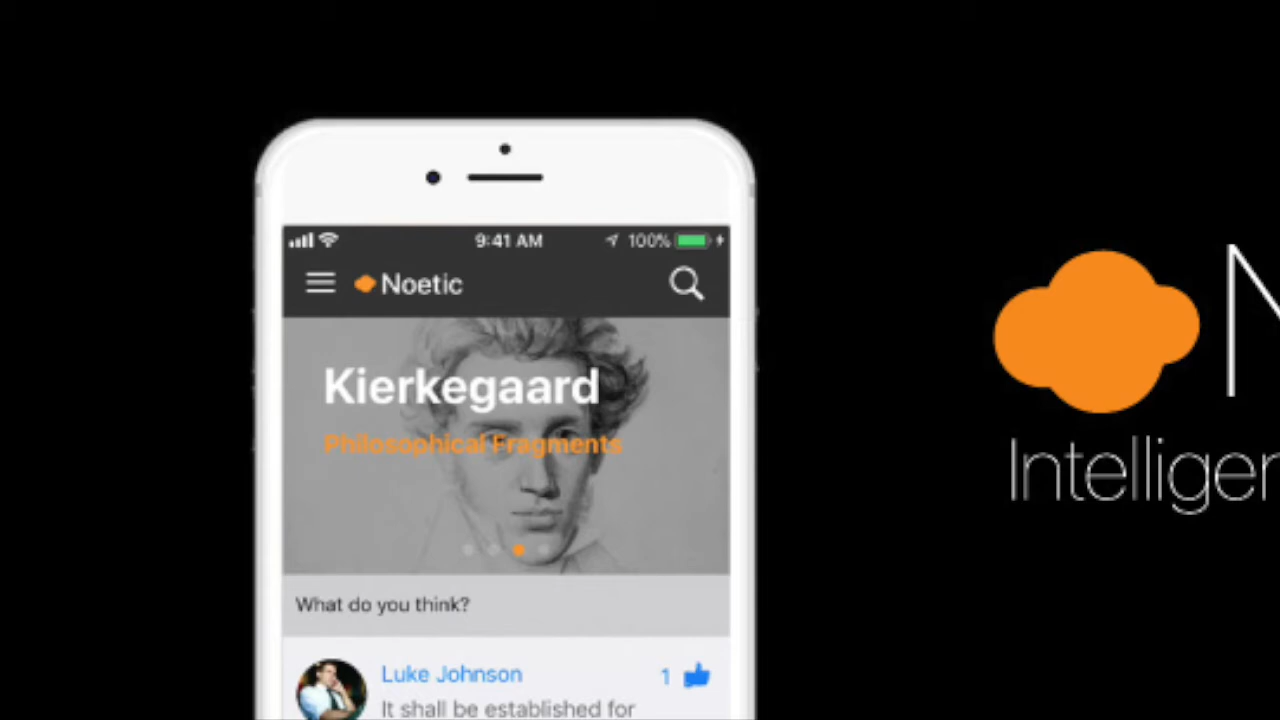 9:41 AM
100%
Noetic
Kierkegaard
Philosophical Fragments
What do you think?
Luke Johnson
1
It shall be established for
N
Intelligen